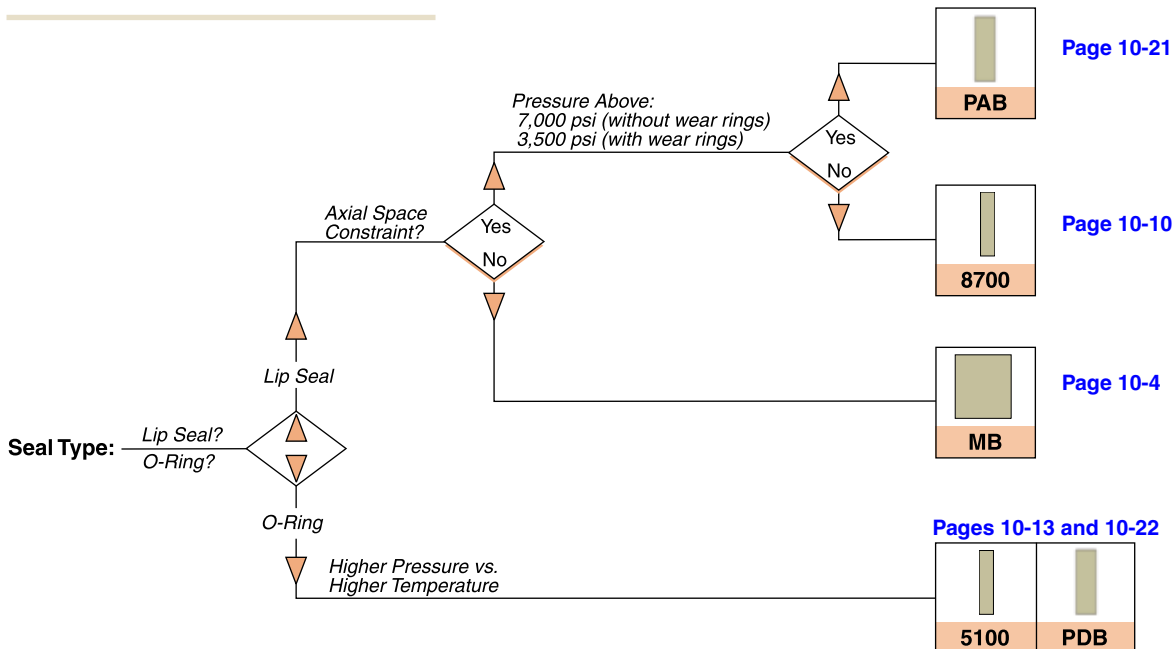 Page 10-21
PAB
Pressure Above:
7,000 psi (without wear rings)
3,500 psi (with wear rings)
Yes
No
Page 10-10
8700
Axial Space
Constraint?
Yes
No
Page 10-4
MB
Lip Seal
Seal Type:
Lip Seal?
O-Ring?
O-Ring
Higher Pressure vs.
Higher Temperature
Pages 10-13 and 10-22
5100
PDB